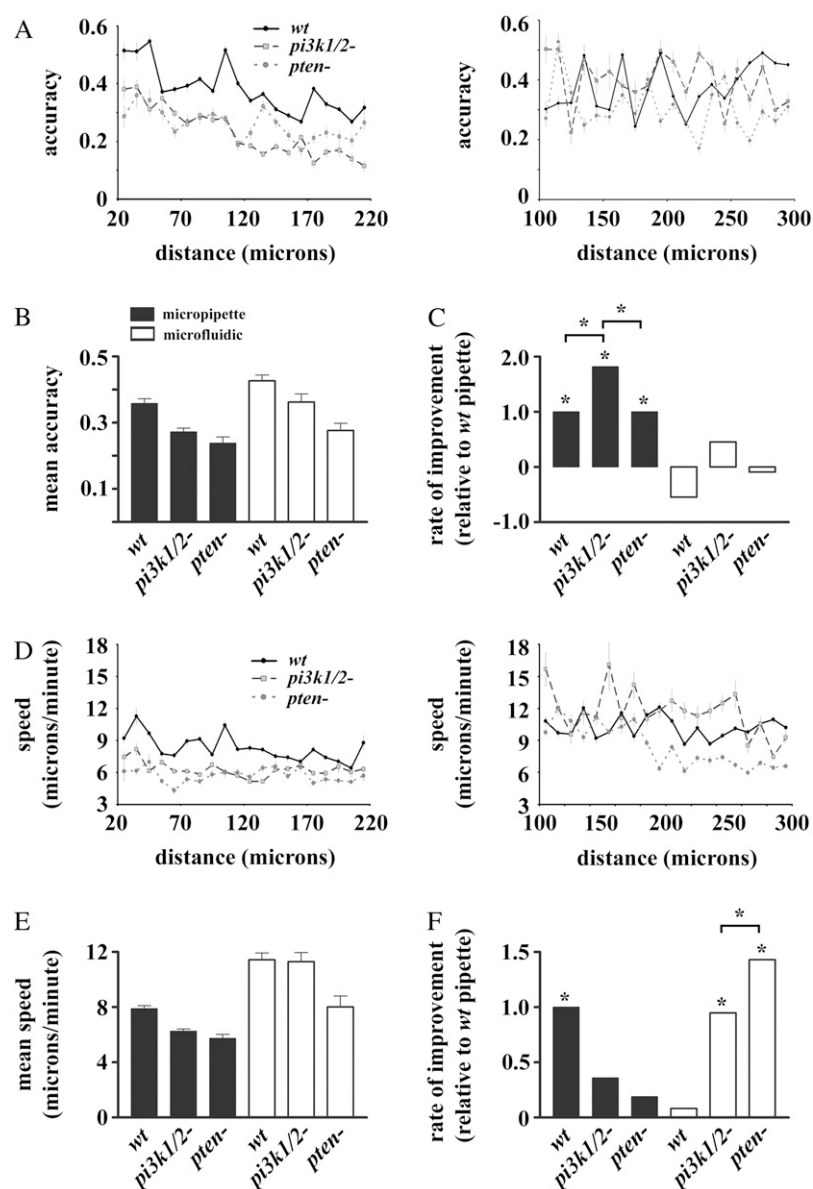 A
0.6
0.4
0.2
0
accuracy
wt
pi3k1/2-
pten-
20 70 120 170 220
distance (microns)
0.6
0.4
0.2
0
accuracy
100 150 200 250 300
distance (microns)
B
micropipette
microfluidic
0.5
0.3
0.1
mean accuracy
wt
pi3k1/2-
pten-
wt
pi3k1/2-
pten-
C
*
*
*
*
*
2.0
1.0
0
-1.0
rate of improvement
(relative to wt pipette)
wt
pi3k1/2-
pten-
wt
pi3k1/2-
pten-
D
18
15
12
9
6
3
speed
(microns/minute)
wt
pi3k1/2-
pten-
20 70 120 170 220
distance (microns)
18
15
12
9
6
3
speed
(microns/minute)
100 150 200 250 300
distance (microns)
E
12
8
4
0
mean speed
(microns/minute)
wt
pi3k1/2-
pten-
wt
pi3k1/2-
pten-
F
*
*
*
*
1.5
1.0
0.5
0
rate of improvement
(relative to wt pipette)
wt
pi3k1/2-
pten-
wt
pi3k1/2-
pten-